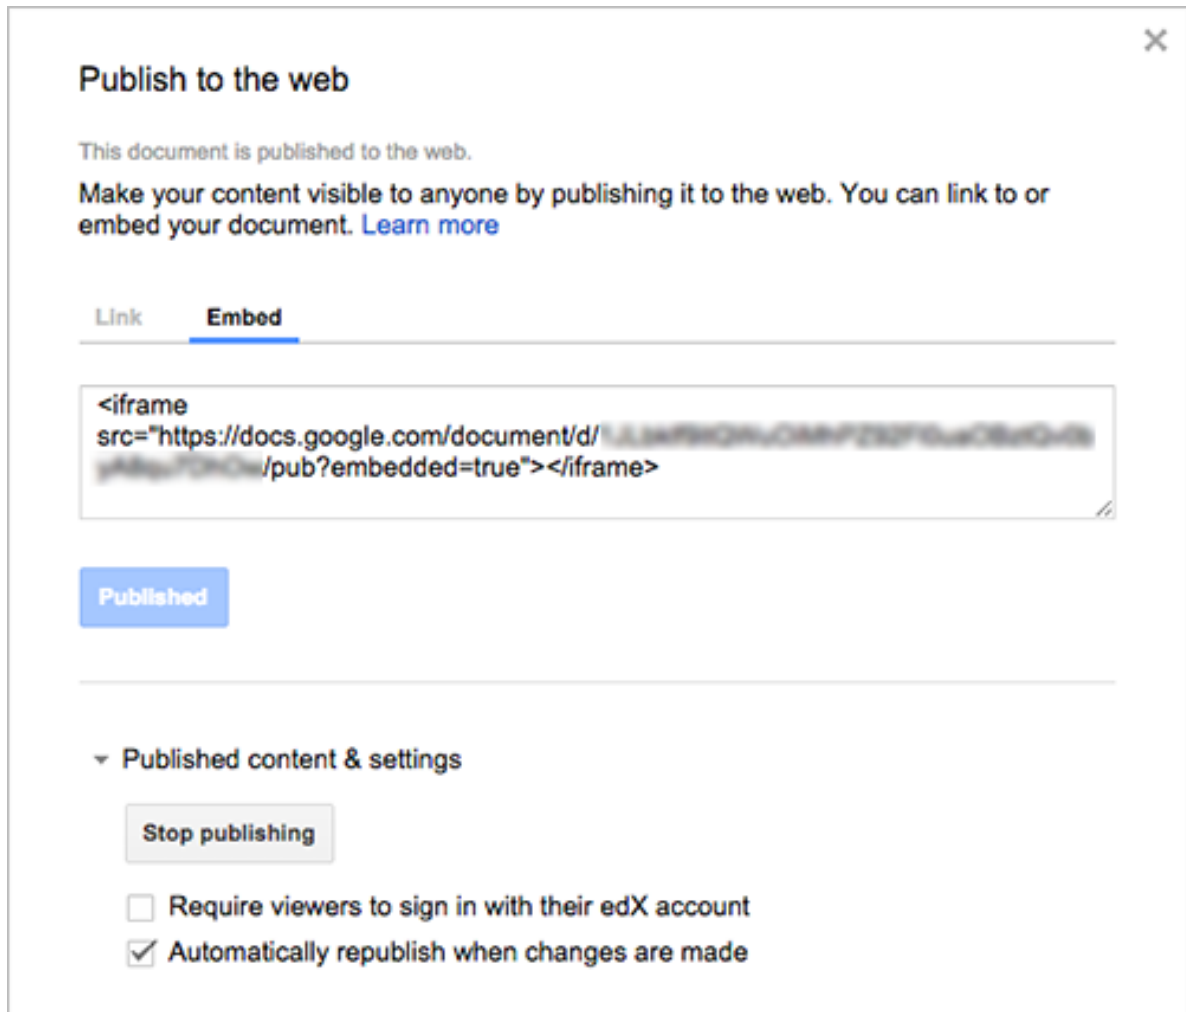 Publish to the web
This document is published to the web.
Make your content visible to anyone by publishing it to the web. You can link to or
embed your document. Learn more
Link Embed
<iframe
src="https://docs.google.com/document/d/
/pub?embedded=true"></iframe>
Published
Published content & settings
Stop publishing
Require viewers to sign in with their edX account
Automatically republish when changes are made